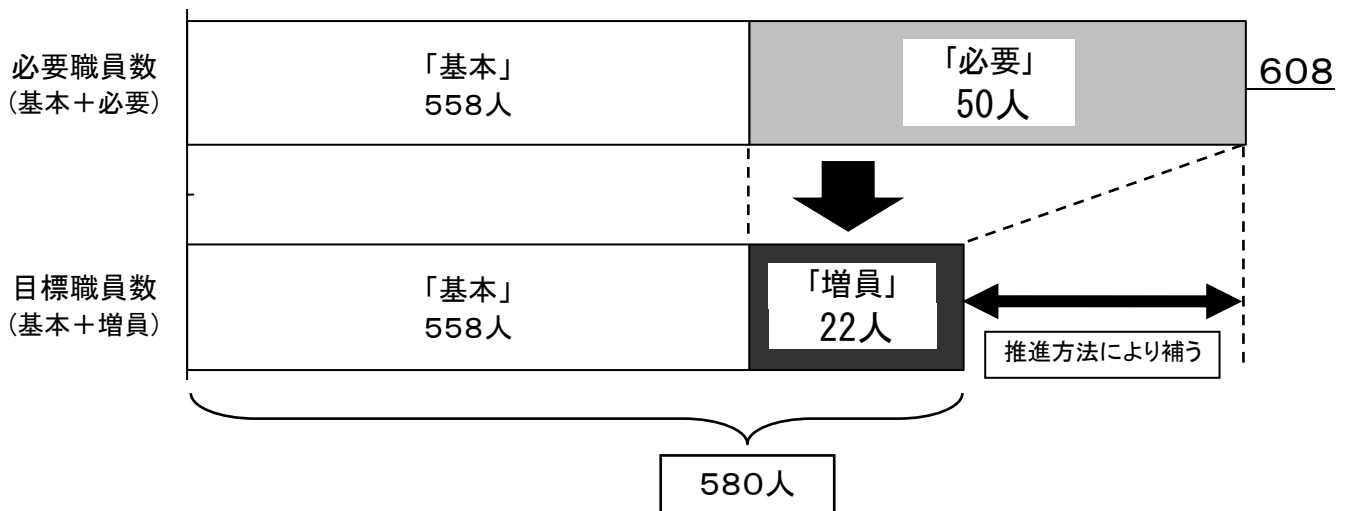 必要職員数
(基本+必要)
「基本」
558人
「必要」
50人
608
目標職員数
(基本+増員)
「基本」
558人
「増員」
22人
推進方法により補う
580人